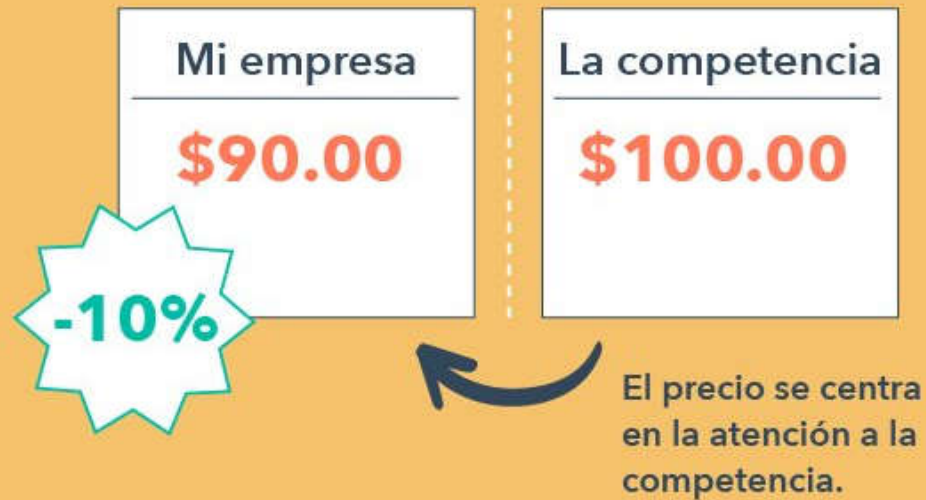 Mi empresa
$90.00
-10%
La competencia
$100.00
El precio se centra
en la atención a la
competencia.